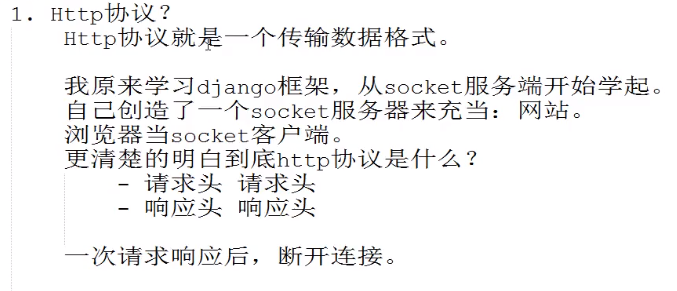 1. Http协议？
Http协议就是一个传输数据格式。
我原来学习django框架，从socket服务端开始学起。
自己创造了一个socket服务器来充当：网站。
浏览器当socket客户端。
更清楚的明白到底http协议是什么？
- 请求头 请求头
- 响应头 响应头
一次请求响应后，断开连接。